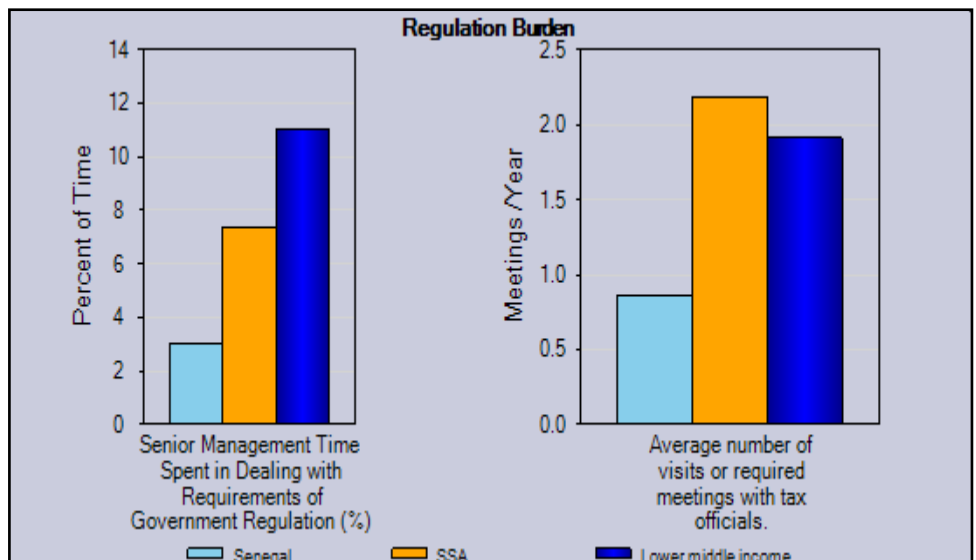 Regulation Burden
14
12
10
8
6
4
2
0
Percent of Time
Senior Management Time
Spent in Dealing with
Requirements of
Government Regulation (%)
2.5
2.0
1.5
1.0
0.5
0.0
Meetings /Year
Average number of
visits or required
meetings with tax
officials.
Senegal SSA Lower middle income